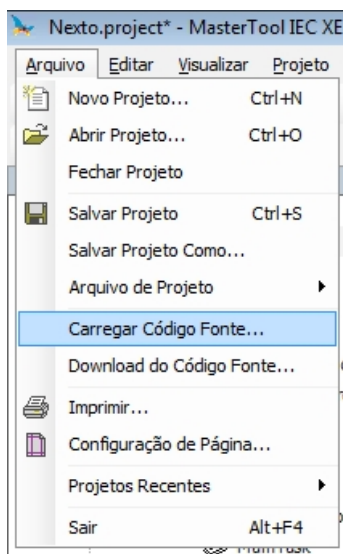 Nexto.project* - MasterTool IEC XE
Arquivo Editar Visualizar Projeto
Novo Projeto... Ctrl+N
Abrir Projeto... Ctrl+O
Fechar Projeto
Salvar Projeto Ctrl+S
Salvar Projeto Como...
Arquivo de Projeto
Carregar Código Fonte...
Download do Código Fonte...
Imprimir...
Configuração de Página...
Projetos Recentes
Sair Alt+F4